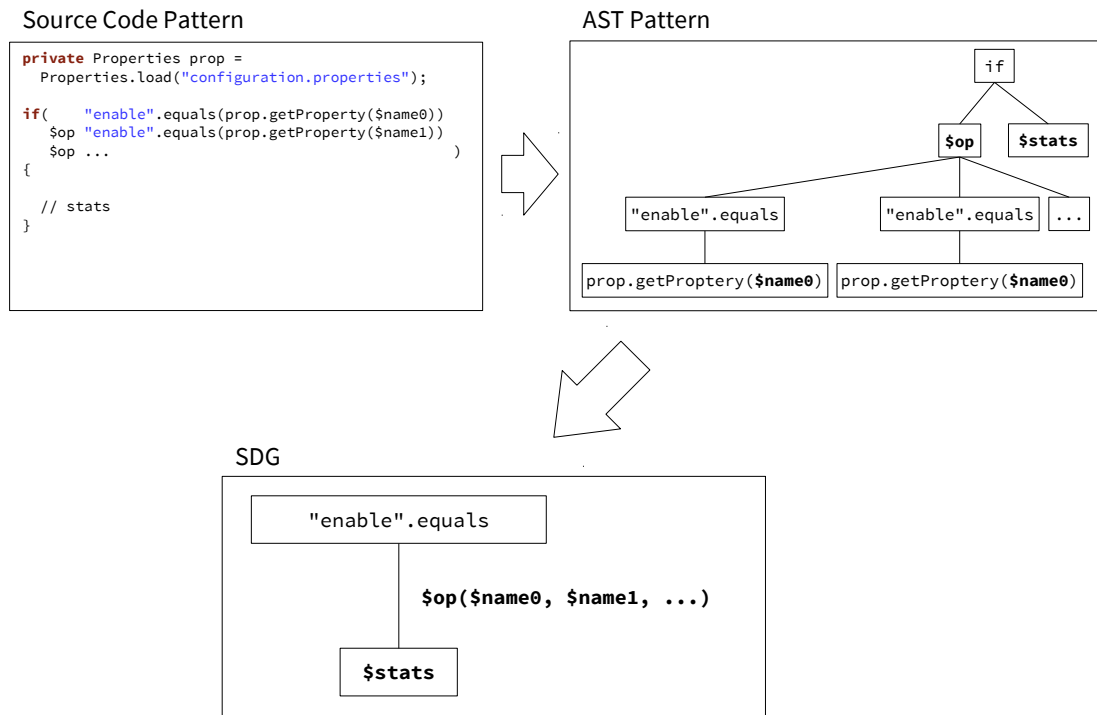 Source Code Pattern
private Properties prop =
Properties.load("configuration.properties");
if( "enable".equals(prop.getProperty($name0))
$op "enable".equals(prop.getProperty($name1))
$op ... )
{
// stats
}
AST Pattern
if
$op $stats
"enable".equals "enable".equals ...
prop.getProptery($name0) prop.getProptery($name0)
SDG
"enable".equals
$op($name0, $name1, ...)
$stats